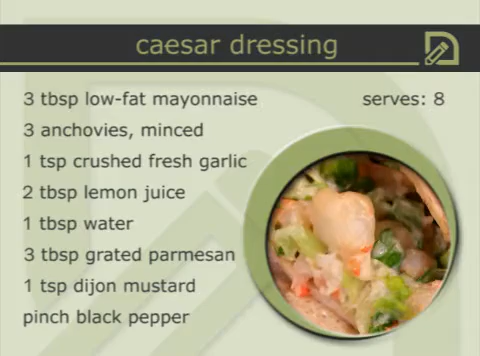 caesar dressing
3 tbsp low-fat mayonnaise
serves: 8
3 anchovies, minced
1 tsp crushed fresh garlic
2 tbsp lemon juice
1 tbsp water
3 tbsp grated parmesan
1 tsp dijon mustard
pinch black pepper